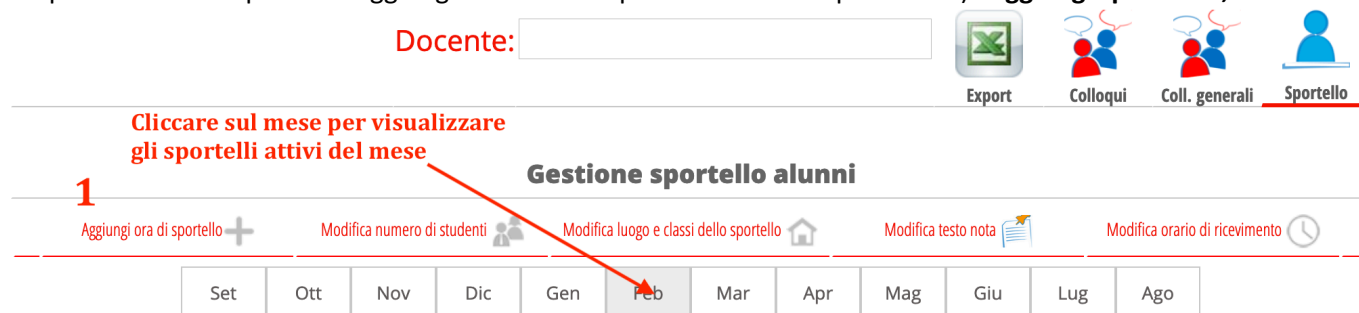 Docente:
Export Colloqui Coll. generali Sportello
Cliccare sul mese per visualizzare
gli sportelli attivi del mese
Gestione sportello alunni
1
Aggiungi ora di sportello Modifica numero di studenti Modifica luogo e classi dello sportello Modifica testo nota Modifica orario di ricevimento
Set Ott Nov Dic Gen Feb Mar Apr Mag Giu Lug Ago